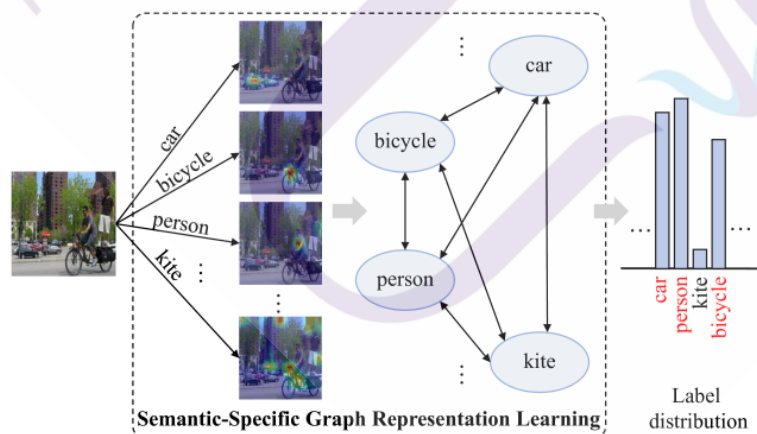 car
bicycle
person
kite
car
bicycle
person
kite
Semantic-Specific Graph Representation Learning
car
person
kite
bicycle
Label
distribution